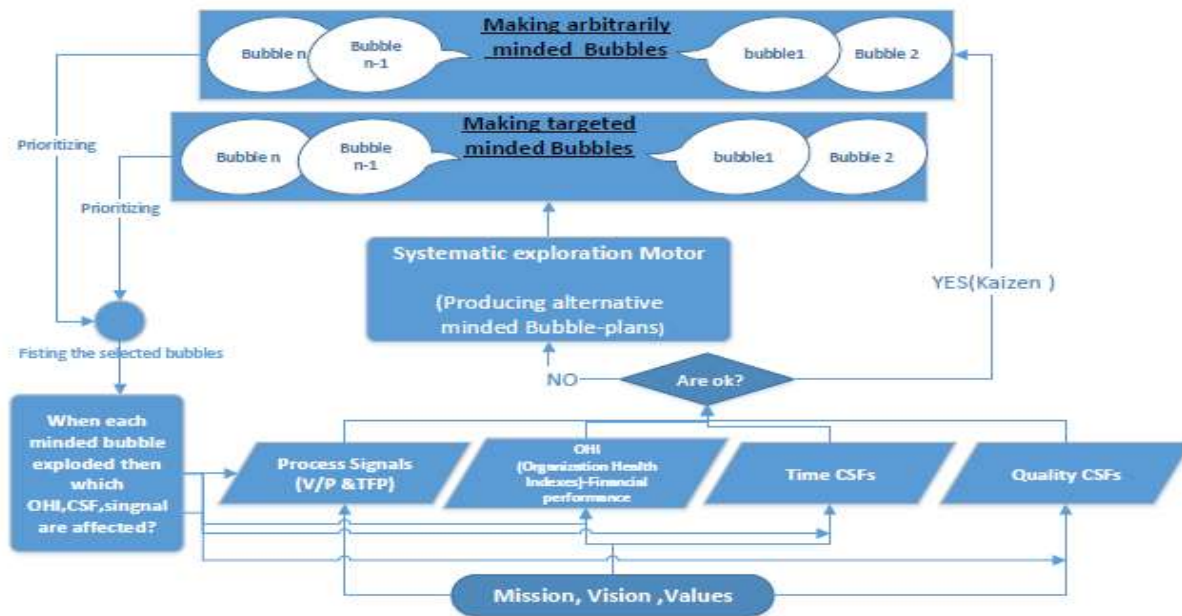 Making arbitrarily
minded Bubbles
Bubble n
Bubble
n-1
bubble1
Bubble 2
Making targeted
minded Bubbles
Bubble n
Bubble
n-1
bubble1
Bubble 2
Prioritizing
Prioritizing
Systematic exploration Motor
(Producing alternative
minded Bubble-plans)
YES(Kaizen )
Fisting the selected bubbles
NO
Are ok?
When each
minded bubble
exploded then
which
OHI,CSF,singnal
are affected?
Process Signals
(V/P &TFP)
OHI
(Organization Health
Indexes)-Financial
performance
Time CSFs
Quality CSFs
Mission, Vision ,Values